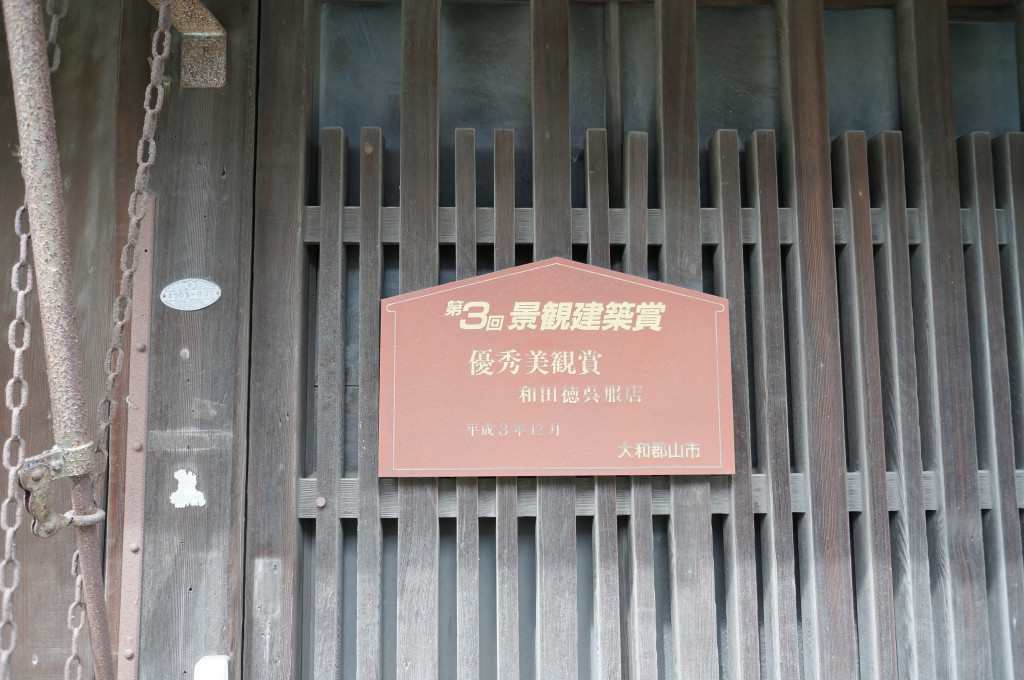 第3回景観建築賞
優秀美観賞
和田徳呉服店
平成3年12月
大和郡山市